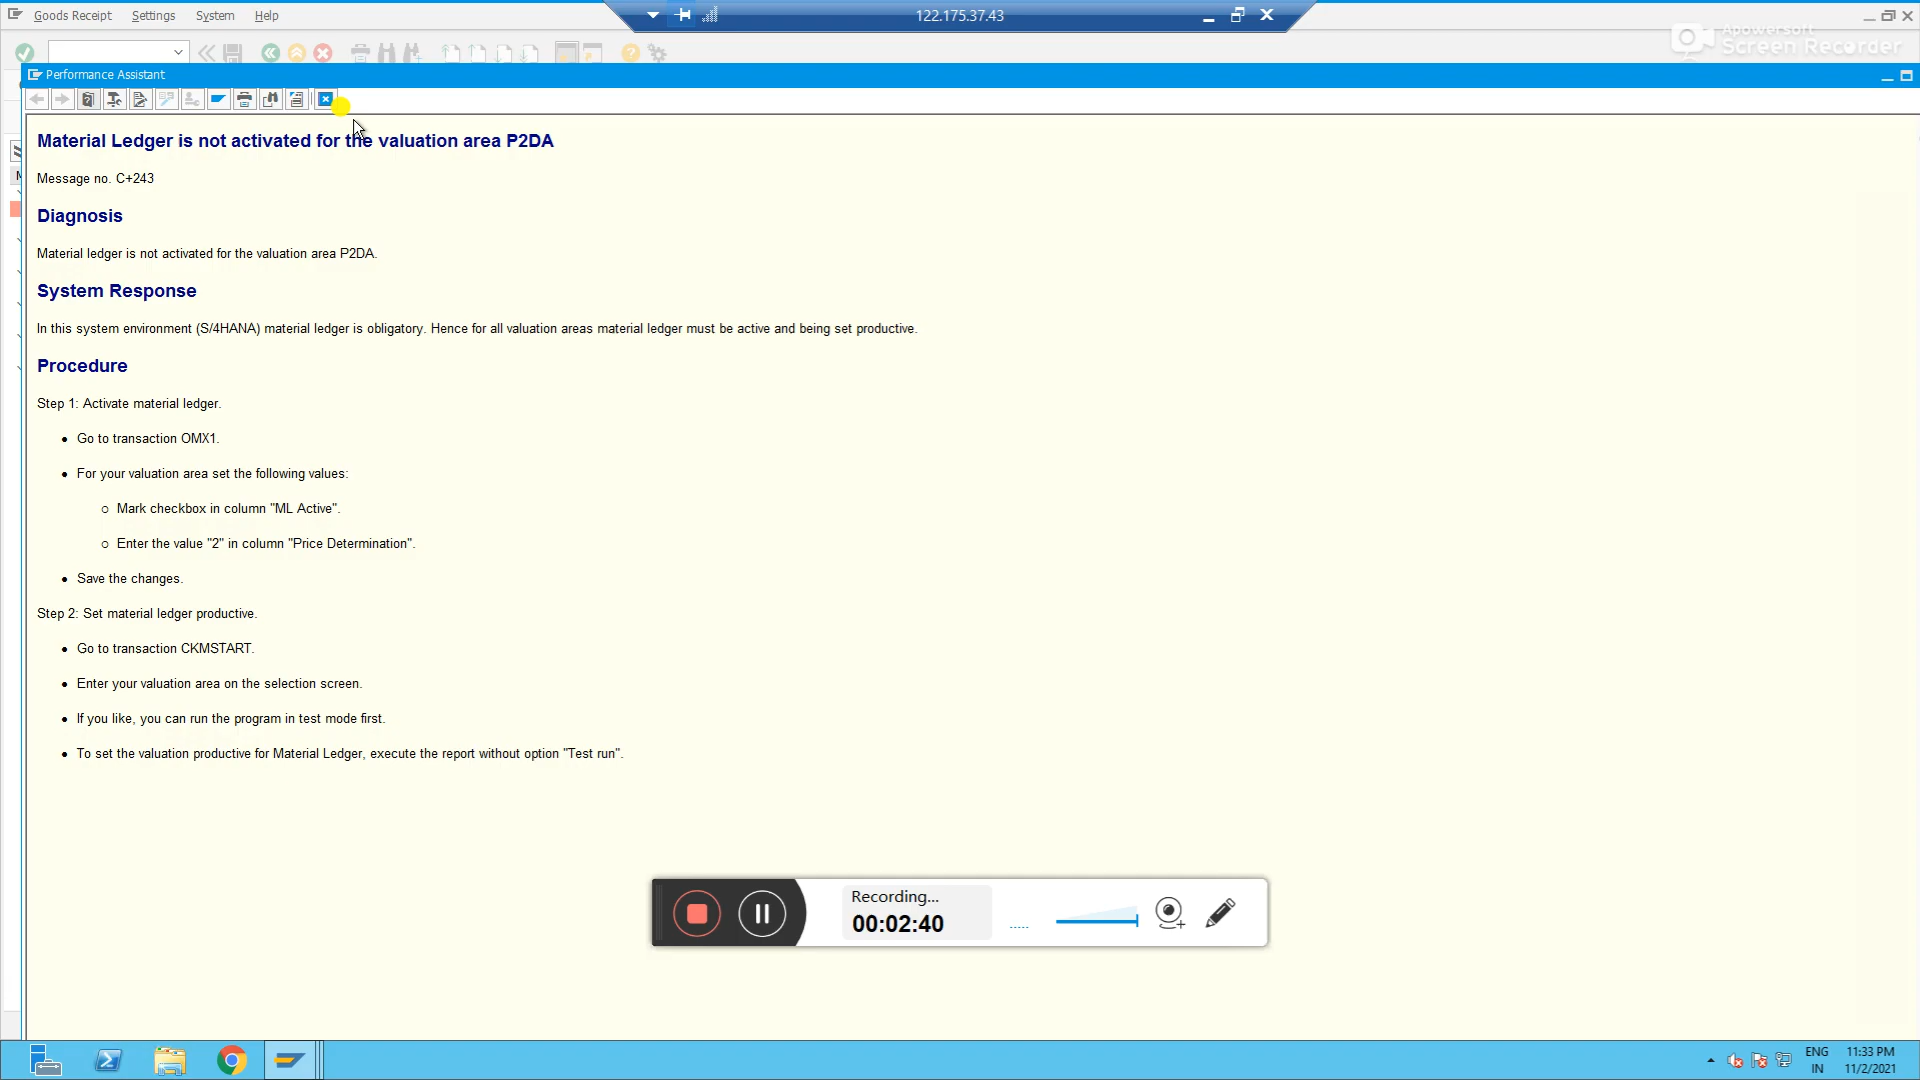 Goods Receipt Settings System Help
122.175.37.43
Apowersoft
Screen Recorder
Performance Assistant
Material Ledger is not activated for the valuation area P2DA
Message no. C+243
Diagnosis
Material ledger is not activated for the valuation area P2DA.
System Response
In this system environment (S/4HANA) material ledger is obligatory. Hence for all valuation areas material ledger must be active and being set productive.
Procedure
Step 1: Activate material ledger.
Go to transaction OMX1.
For your valuation area set the following values:
Mark checkbox in column "ML Active".
Enter the value "2" in column "Price Determination".
Save the changes.
Step 2: Set material ledger productive.
Go to transaction CKMSTART.
Enter your valuation area on the selection screen.
If you like, you can run the program in test mode first.
To set the valuation productive for Material Ledger, execute the report without option "Test run".
Recording...
00:02:40
ENG 11:33 PM
IN 11/2/2021